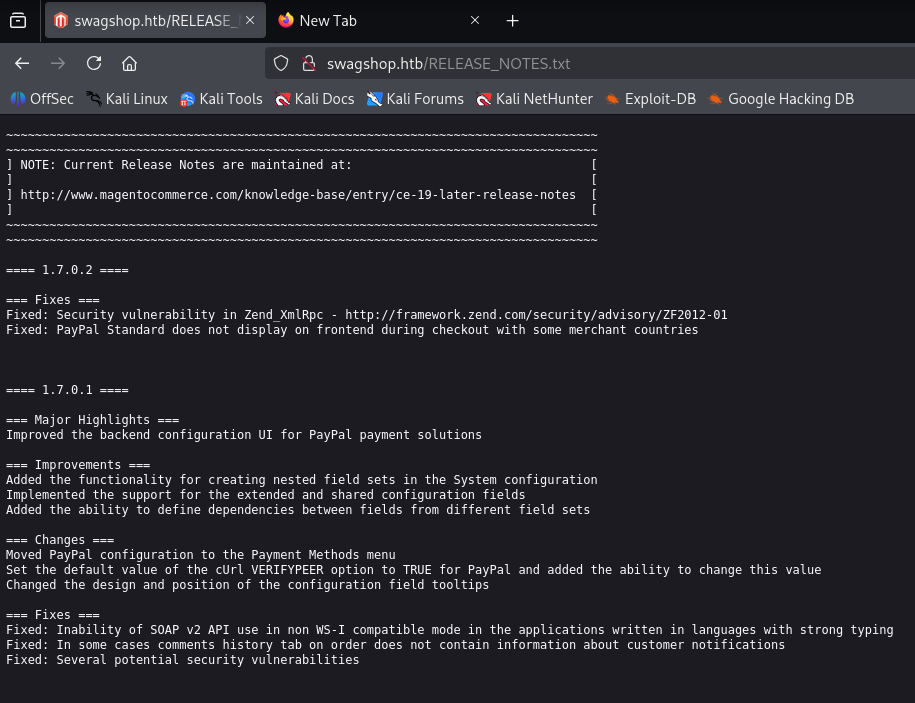 swagshop.htb/RELEASE_
New Tab
swagshop.htb/RELEASE_NOTES.txt
OffSec Kali Linux Kali Tools Kali Docs Kali Forums Kali NetHunter Exploit-DB Google Hacking DB
~~~~~~~~~~~~~~~~~~~~~~~~~~~~~~~~~~~~~~~~~~~~~~~~~~~~~~~~~~~~~~~~~~~~~~~~~~~~~~~~~~
~~~~~~~~~~~~~~~~~~~~~~~~~~~~~~~~~~~~~~~~~~~~~~~~~~~~~~~~~~~~~~~~~~~~~~~~~~~~~~~~~~
] NOTE: Current Release Notes are maintained at:                                 [
]                                                                                [
] http://www.magentocommerce.com/knowledge-base/entry/ce-19-later-release-notes  [
]                                                                                [
~~~~~~~~~~~~~~~~~~~~~~~~~~~~~~~~~~~~~~~~~~~~~~~~~~~~~~~~~~~~~~~~~~~~~~~~~~~~~~~~~~
~~~~~~~~~~~~~~~~~~~~~~~~~~~~~~~~~~~~~~~~~~~~~~~~~~~~~~~~~~~~~~~~~~~~~~~~~~~~~~~~~~
==== 1.7.0.2 ====
=== Fixes ===
Fixed: Security vulnerability in Zend_XmlRpc - http://framework.zend.com/security/advisory/ZF2012-01
Fixed: PayPal Standard does not display on frontend during checkout with some merchant countries
==== 1.7.0.1 ====
=== Major Highlights ===
Improved the backend configuration UI for PayPal payment solutions
=== Improvements ===
Added the functionality for creating nested field sets in the System configuration
Implemented the support for the extended and shared configuration fields
Added the ability to define dependencies between fields from different field sets
=== Changes ===
Moved PayPal configuration to the Payment Methods menu
Set the default value of the cUrl VERIFYPEER option to TRUE for PayPal and added the ability to change this value
Changed the design and position of the configuration field tooltips
=== Fixes ===
Fixed: Inability of SOAP v2 API use in non WS-I compatible mode in the applications written in languages with strong typing
Fixed: In some cases comments history tab on order does not contain information about customer notifications
Fixed: Several potential security vulnerabilities